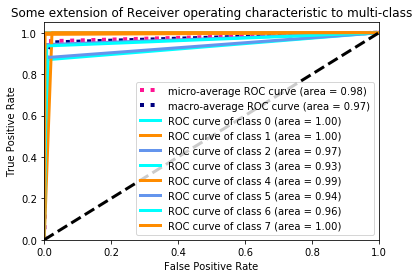 Some extension of Receiver operating characteristic to multi-class
1.0
0.8
0.6
0.4
0.2
0.0
True Positive Rate
micro-average ROC curve (area = 0.98)
macro-average ROC curve (area = 0.97)
ROC curve of class 0 (area = 1.00)
ROC curve of class 1 (area = 1.00)
ROC curve of class 2 (area = 0.97)
ROC curve of class 3 (area = 0.93)
ROC curve of class 4 (area = 0.99)
ROC curve of class 5 (area = 0.94)
ROC curve of class 6 (area = 0.96)
ROC curve of class 7 (area = 1.00)
0.0 0.2 0.4 0.6 0.8 1.0
False Positive Rate